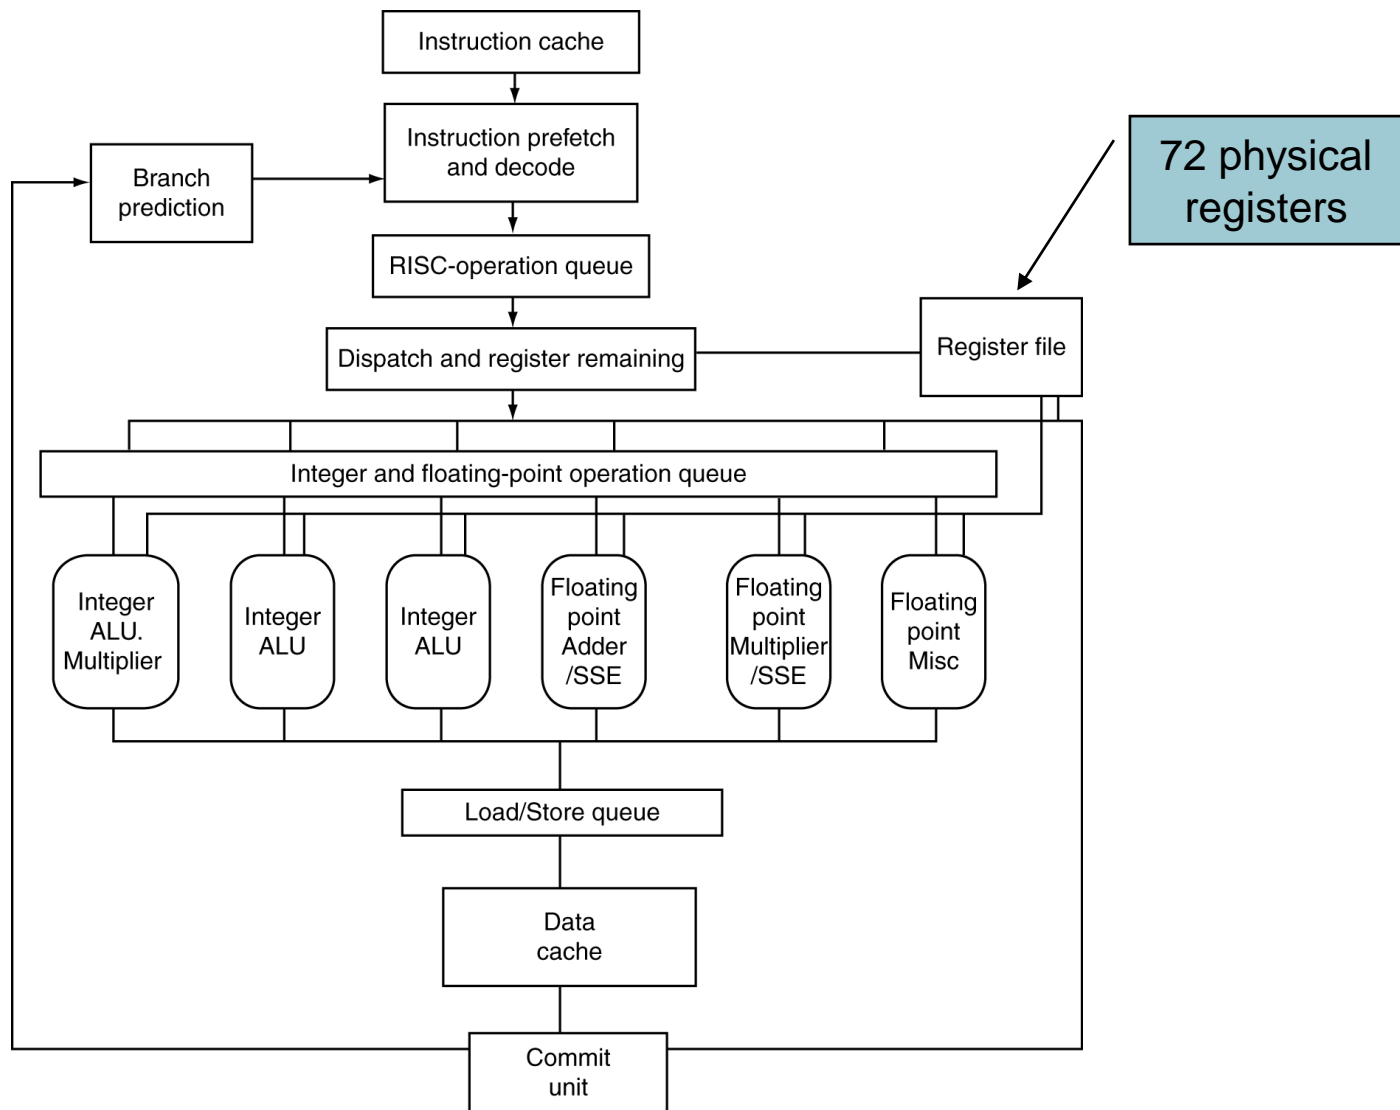 Instruction cache
Instruction prefetch
and decode
Branch
prediction
72 physical
registers
RISC-operation queue
Dispatch and register remaining
Register file
Integer and floating-point operation queue
Integer
ALU.
Multiplier
Integer
ALU
Integer
ALU
Floating
point
Adder
/SSE
Floating
point
Multiplier
/SSE
Floating
point
Misc
Load/Store queue
Data
cache
Commit
unit